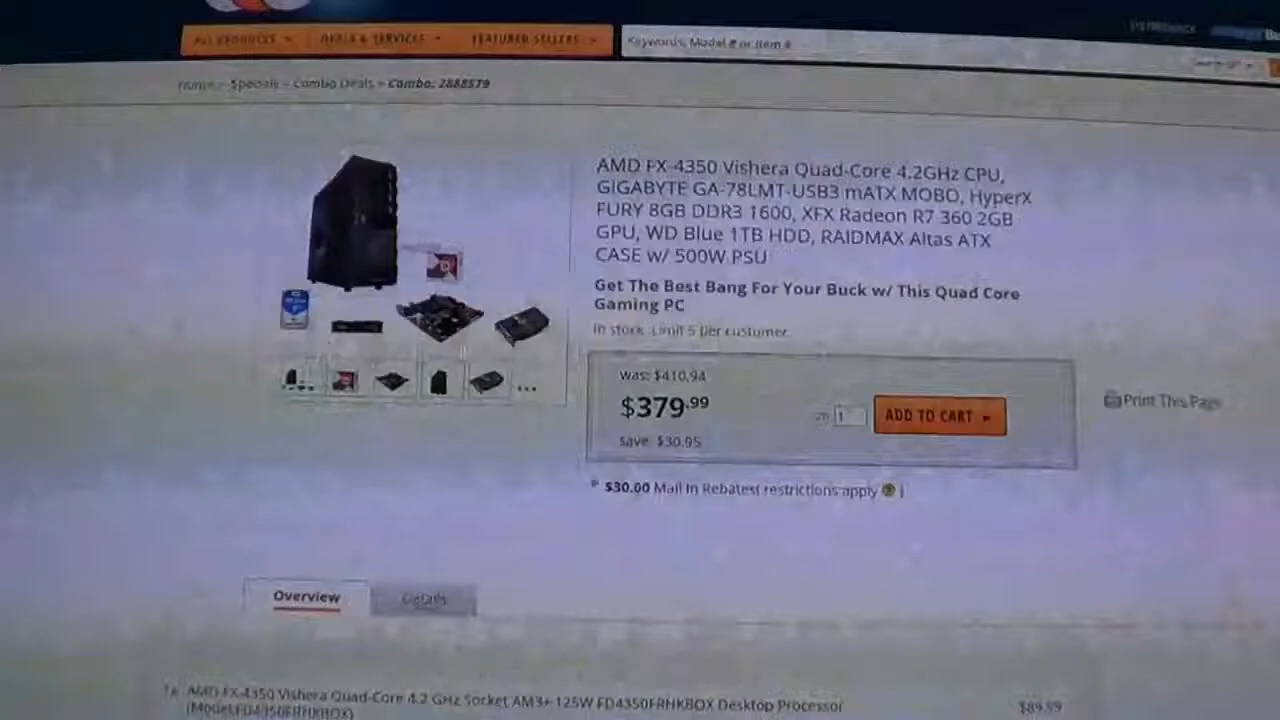 ALL PRODUCTS DEALS & SERVICES FEATURED SELLERS Keywords, Model # or Item #
Home > Specials > Combo Deals > Combo: 2888579
AMD FX-4350 Vishera Quad-Core 4.2GHz CPU,
GIGABYTE GA-78LMT-USB3 mATX MOBO, HyperX
FURY 8GB DDR3 1600, XFX Radeon R7 360 2GB
GPU, WD Blue 1TB HDD, RAIDMAX Altas ATX
CASE w/ 500W PSU
Get The Best Bang For Your Buck w/ This Quad Core
Gaming PC
In stock. Limit 5 per customer.
was: $410.94
$379.99
1 ADD TO CART
save: $30.95
Print This Page
$30.00 Mail In Rebates† restrictions apply
Overview Details
1x AMD FX-4350 Vishera Quad-Core 4.2 GHz Socket AM3+ 125W FD4350FRHKBOX Desktop Processor
(Model:FD4350FRHKBOX)